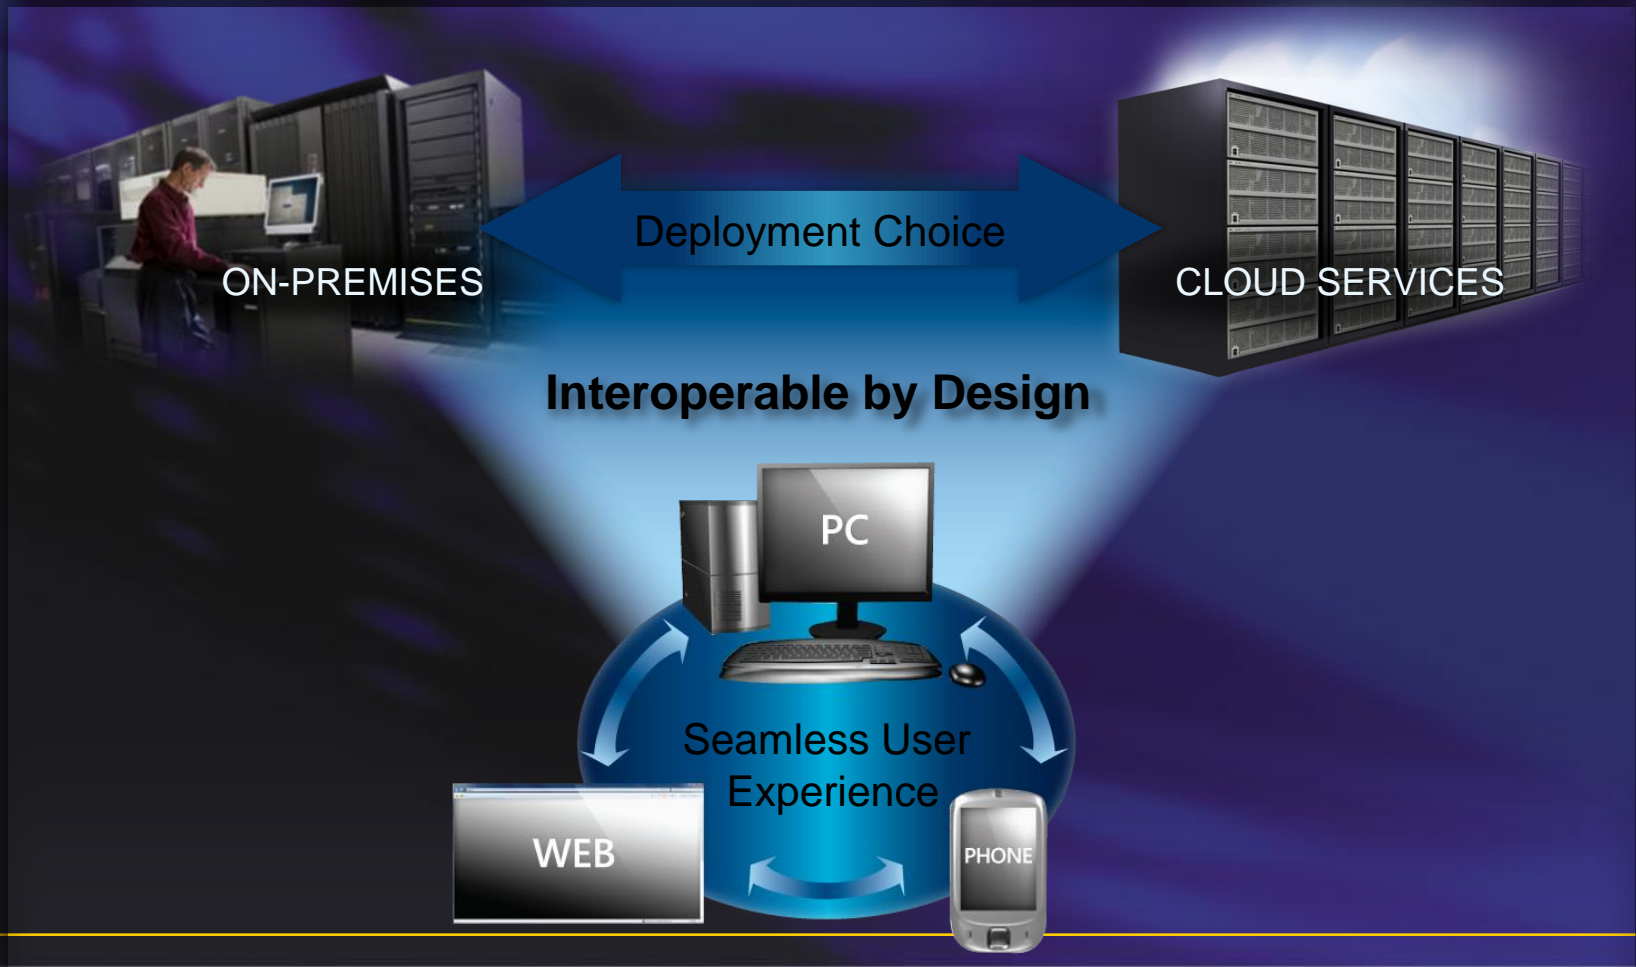 Deployment Choice
ON-PREMISES
CLOUD SERVICES
Interoperable by Design
PC
Seamless User
Experience
WEB
PHONE